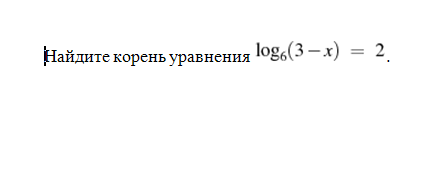 Найдите корень уравнения log₆(3−x) = 2.